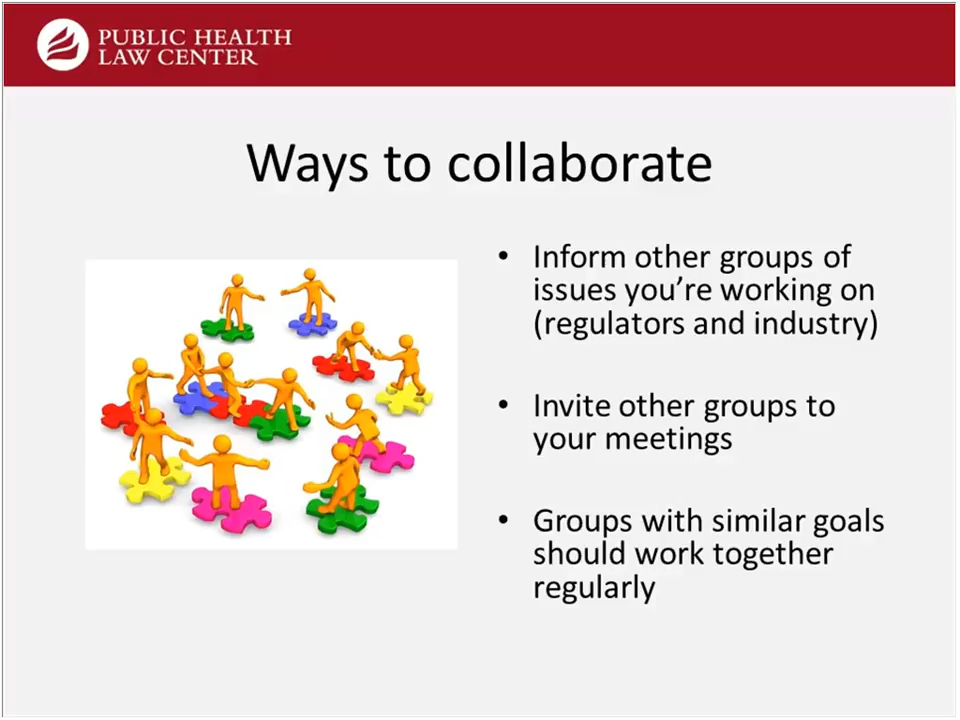 PUBLIC HEALTH
LAW CENTER
Ways to collaborate
• Inform other groups of
issues you're working on
(regulators and industry)
• Invite other groups to
your meetings
• Groups with similar goals
should work together
regularly